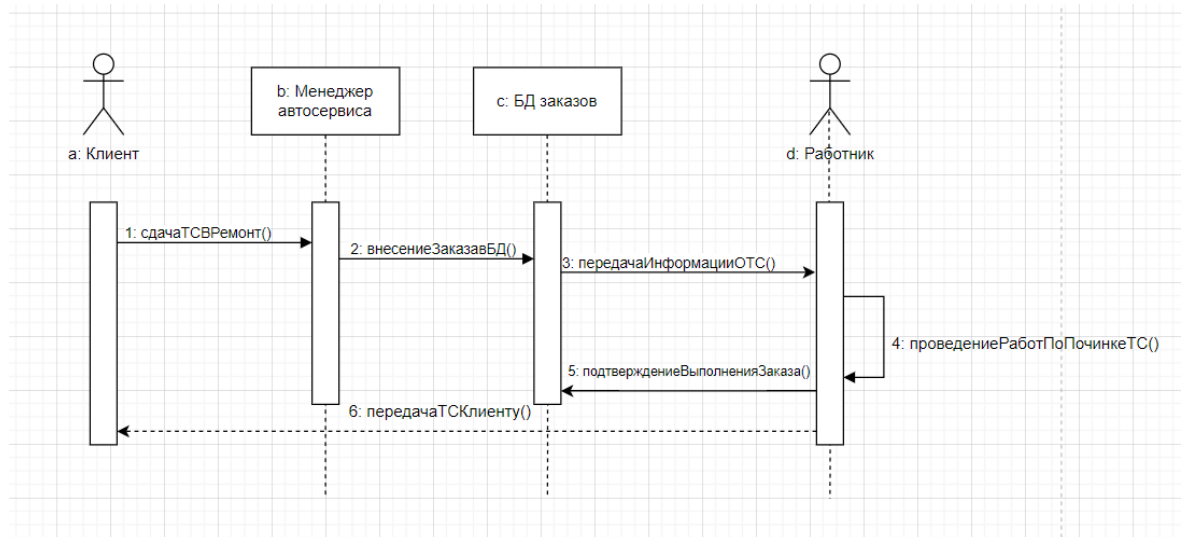 b: Менеджер
автосервиса
c: БД заказов
a: Клиент
d: Работник
1: сдачаТСВРемонт()
2: внесениеЗаказавБД()
3: передачаИнформацииОТС()
4: проведениеРаботПоПочинкеТС()
5: подтверждениеВыполненияЗаказа()
6: передачаТСКлиенту()